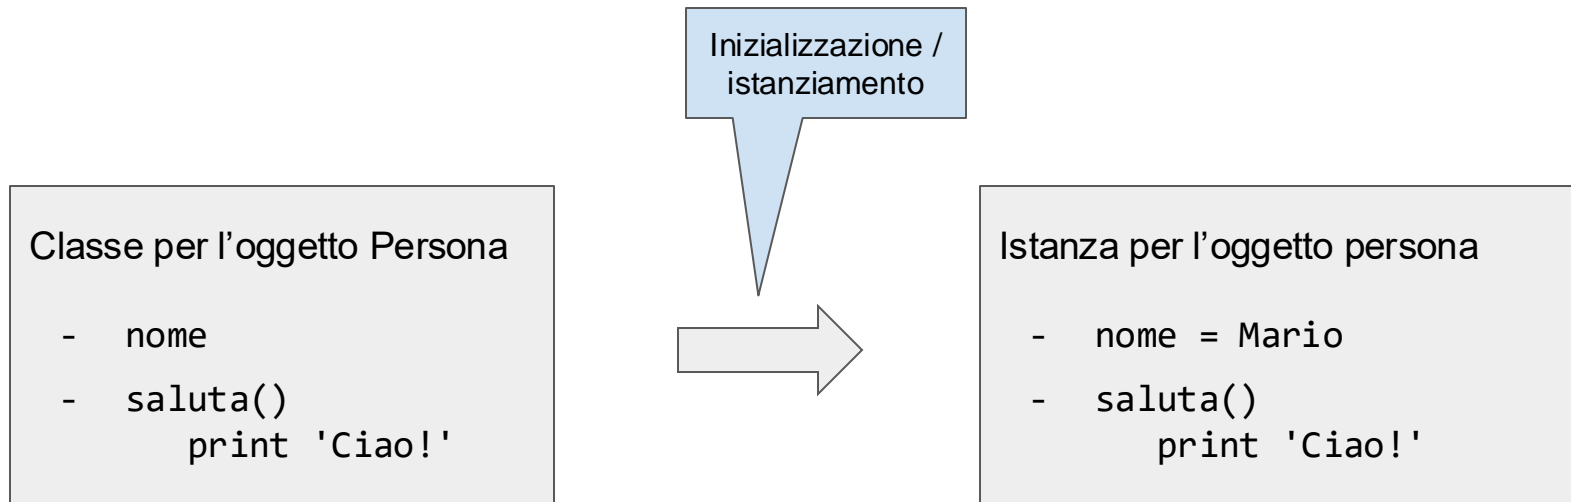 Inizializzazione /
istanziamento
Classe per l’oggetto Persona
- nome
- saluta()
print 'Ciao!'
Istanza per l’oggetto persona
- nome = Mario
- saluta()
print 'Ciao!'